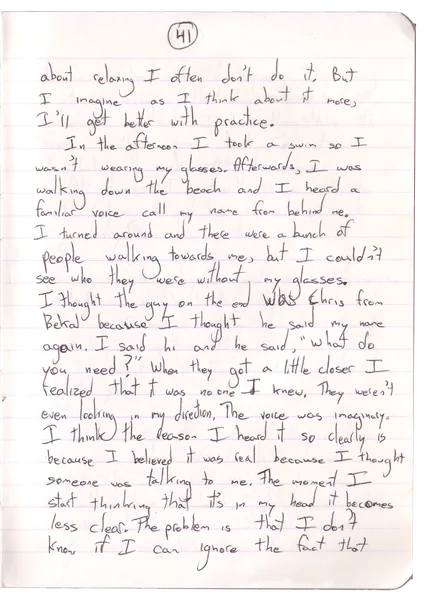 41
about relaxing I often don't do it. But
I imagine as I think about it more,
I'll get better with practice.
In the afternoon I took a swim so I
wasn't wearing my glasses. Afterwards, I was
walking down the beach and I heard a
familiar voice call my name from behind me.
I turned around and there were a bunch of
people walking towards me, but I couldn't
see who they were without my glasses.
I thought the guy on the end was Chris from
Bekal because I thought he said my name
again. I said hi and he said, "What do
you need?" When they got a little closer I
realized that it was no one I knew. They weren't
even looking in my direction. The voice was imaginary.
I think the reason I heard it so clearly is
because I believed it was real because I thought
someone was talking to me. The moment I
start thinking that it's in my head it becomes
less clear. The problem is that I don't
know if I can ignore the fact that